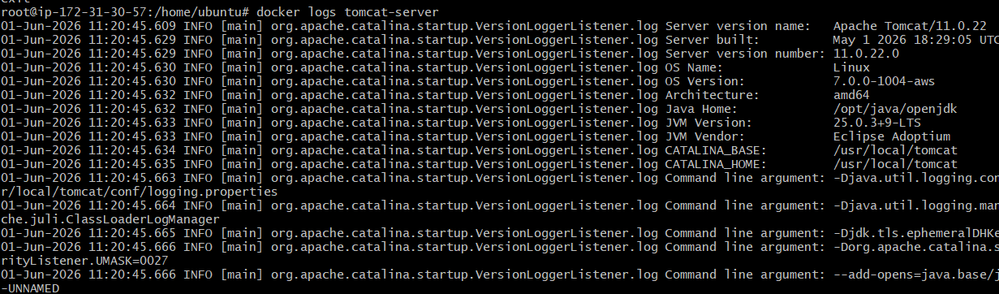 exit
root@ip-172-31-30-57:/home/ubuntu# docker logs tomcat-server
01-Jun-2026 11:20:45.609 INFO [main] org.apache.catalina.startup.VersionLoggerListener.log Server version name:   Apache Tomcat/11.0.22
01-Jun-2026 11:20:45.629 INFO [main] org.apache.catalina.startup.VersionLoggerListener.log Server built:          May 1 2026 18:29:05 UTC
01-Jun-2026 11:20:45.629 INFO [main] org.apache.catalina.startup.VersionLoggerListener.log Server version number: 11.0.22.0
01-Jun-2026 11:20:45.630 INFO [main] org.apache.catalina.startup.VersionLoggerListener.log OS Name:               Linux
01-Jun-2026 11:20:45.630 INFO [main] org.apache.catalina.startup.VersionLoggerListener.log OS Version:            7.0.0-1004-aws
01-Jun-2026 11:20:45.632 INFO [main] org.apache.catalina.startup.VersionLoggerListener.log Architecture:          amd64
01-Jun-2026 11:20:45.632 INFO [main] org.apache.catalina.startup.VersionLoggerListener.log Java Home:             /opt/java/openjdk
01-Jun-2026 11:20:45.633 INFO [main] org.apache.catalina.startup.VersionLoggerListener.log JVM Version:           25.0.3+9-LTS
01-Jun-2026 11:20:45.633 INFO [main] org.apache.catalina.startup.VersionLoggerListener.log JVM Vendor:            Eclipse Adoptium
01-Jun-2026 11:20:45.634 INFO [main] org.apache.catalina.startup.VersionLoggerListener.log CATALINA_BASE:         /usr/local/tomcat
01-Jun-2026 11:20:45.635 INFO [main] org.apache.catalina.startup.VersionLoggerListener.log CATALINA_HOME:         /usr/local/tomcat
01-Jun-2026 11:20:45.663 INFO [main] org.apache.catalina.startup.VersionLoggerListener.log Command line argument: -Djava.util.logging.con
r/local/tomcat/conf/logging.properties
01-Jun-2026 11:20:45.664 INFO [main] org.apache.catalina.startup.VersionLoggerListener.log Command line argument: -Djava.util.logging.man
che.juli.ClassLoaderLogManager
01-Jun-2026 11:20:45.665 INFO [main] org.apache.catalina.startup.VersionLoggerListener.log Command line argument: -Djdk.tls.ephemeralDHKe
01-Jun-2026 11:20:45.666 INFO [main] org.apache.catalina.startup.VersionLoggerListener.log Command line argument: -Dorg.apache.catalina.s
rityListener.UMASK=0027
01-Jun-2026 11:20:45.666 INFO [main] org.apache.catalina.startup.VersionLoggerListener.log Command line argument: --add-opens=java.base/j
-UNNAMED